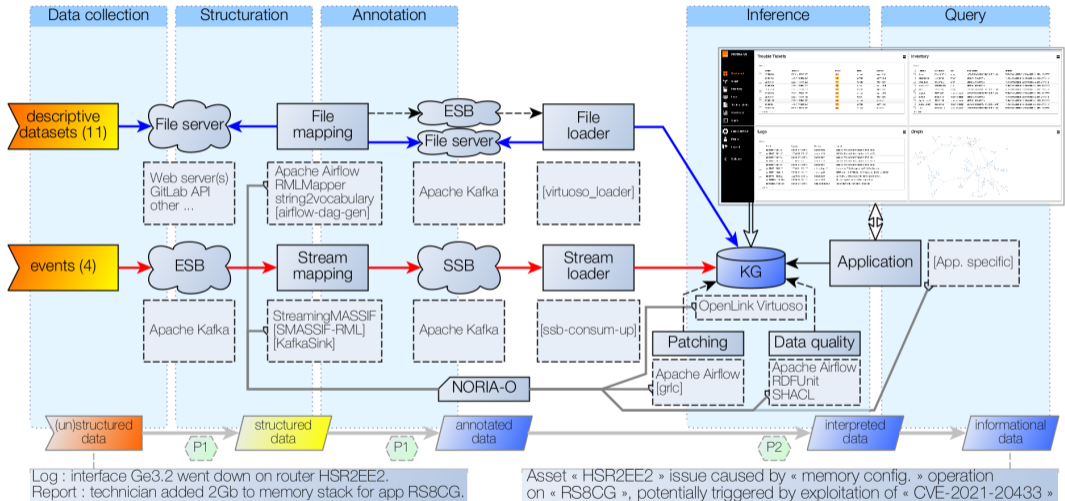 Data collection
Structuration
Annotation
Inference
Query
descriptive
datasets (11)
File server
File
mapping
ESB
File server
File
loader
Web server(s)
GitLab API
other ...
Apache Airflow
RMLMapper
string2vocabulary
[airflow-dag-gen]
Apache Kafka
[virtuoso_loader]
Trouble Tickets
Inventory
Logs
Graph
events (4)
ESB
Stream
mapping
SSB
Stream
loader
KG
Application
[App. specific]
Apache Kafka
StreamingMASSIF
[SMASSIF-RML]
[KafkaSink]
Apache Kafka
[ssb-consum-up]
OpenLink Virtuoso
Patching
Data quality
Apache Airflow
[grlc]
Apache Airflow
RDFUnit
SHACL
NORIA-O
(un)structured
data
P1
structured
data
P1
annotated
data
P2
interpreted
data
informational
data
Log : interface Ge3.2 went down on router HSR2EE2.
Report : technician added 2Gb to memory stack for app RS8CG.
Asset « HSR2EE2 » issue caused by « memory config. » operation
on « RS8CG », potentially triggered by exploitation of « CVE-2021-20433 »